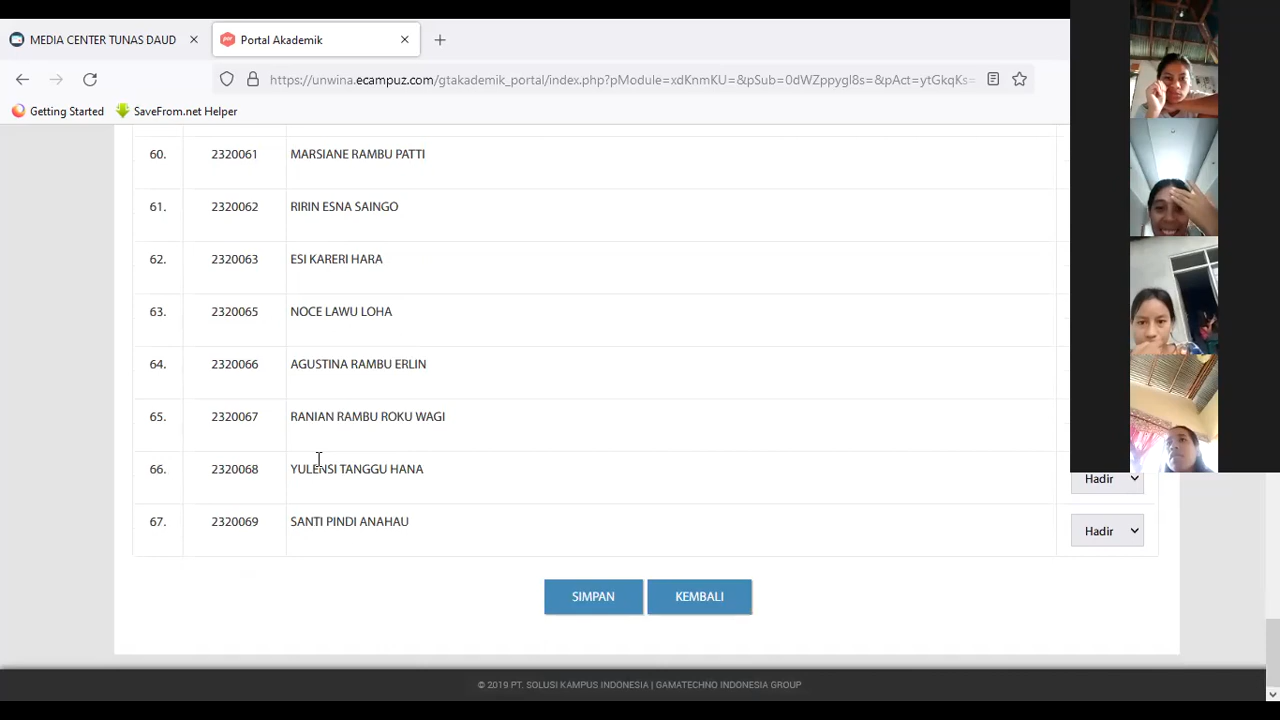 MEDIA CENTER TUNAS DAUD
Portal Akademik
https://unwina.ecampuz.com/gtakademik_portal/index.php?pModule=xdKnmKU=&pSub=0dWZppygl8s=&pAct=ytGkqKs=
Getting Started
SaveFrom.net Helper
60. 2320061 MARSIANE RAMBU PATTI
61. 2320062 RIRIN ESNA SAINGO
62. 2320063 ESI KARERI HARA
63. 2320065 NOCE LAWU LOHA
64. 2320066 AGUSTINA RAMBU ERLIN
65. 2320067 RANIAN RAMBU ROKU WAGI
66. 2320068 YULENSI TANGGU HANA Hadir
67. 2320069 SANTI PINDI ANAHAU Hadir
SIMPAN KEMBALI
© 2019 PT. SOLUSI KAMPUS INDONESIA | GAMATECHNO INDONESIA GROUP